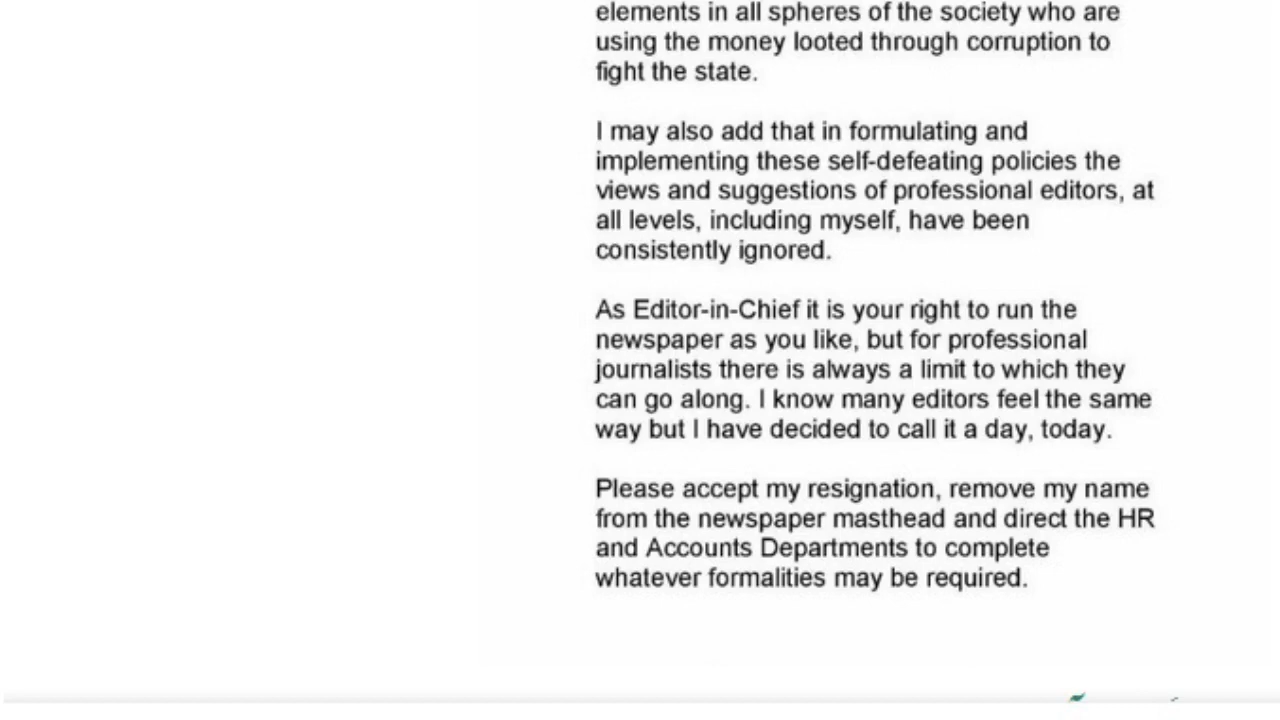 elements in all spheres of the society who are
using the money looted through corruption to
fight the state.
I may also add that in formulating and
implementing these self-defeating policies the
views and suggestions of professional editors, at
all levels, including myself, have been
consistently ignored.
As Editor-in-Chief it is your right to run the
newspaper as you like, but for professional
journalists there is always a limit to which they
can go along. I know many editors feel the same
way but I have decided to call it a day, today.
Please accept my resignation, remove my name
from the newspaper masthead and direct the HR
and Accounts Departments to complete
whatever formalities may be required.